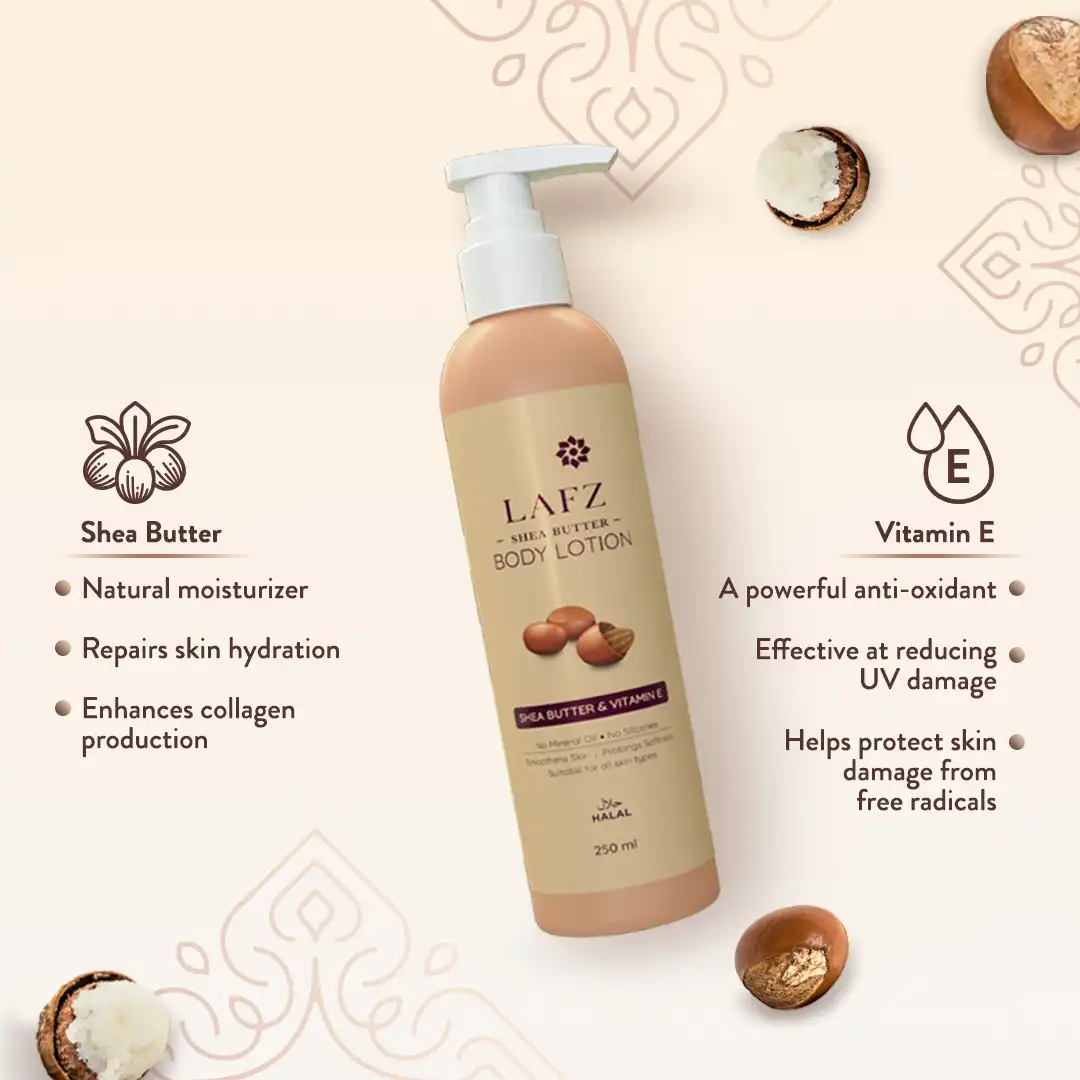 LAFZ
- SHEA BUTTER -
BODY LOTION
SHEA BUTTER & VITAMIN E
No Mineral Oil • No Silicones
Smoothens Skin | Prolongs Softness
Suitable for all skin types
حلال
HALAL
250 ml
Shea Butter
Natural moisturizer
Repairs skin hydration
Enhances collagen
production
E
Vitamin E
A powerful anti-oxidant
Effective at reducing
UV damage
Helps protect skin
damage from
free radicals